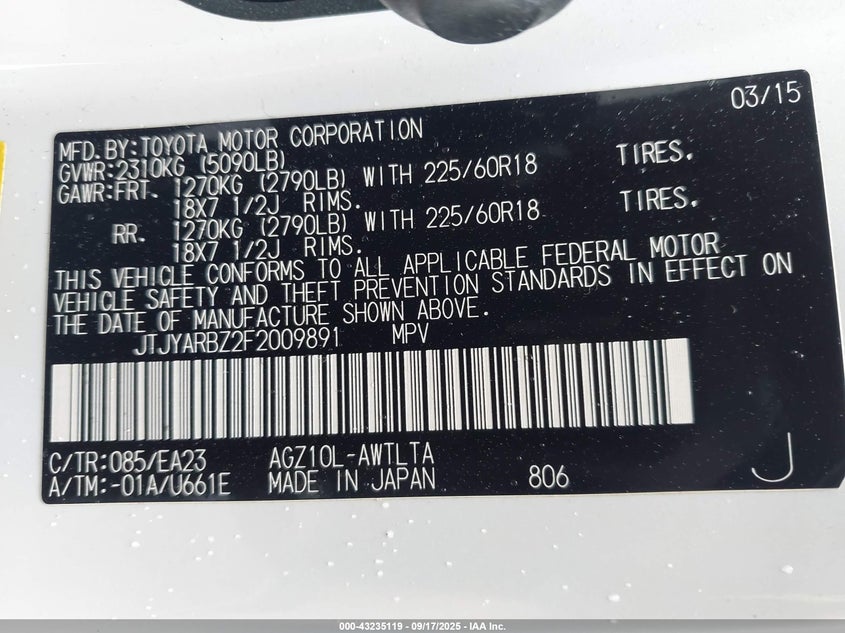 03/15
MFD.BY:TOYOTA MOTOR CORPORATION
GVWR:2310KG (5090LB)
GAWR:FRT. 1270KG (2790LB) WITH 225/60R18 TIRES.
18X7 1/2J RIMS.
RR. 1270KG (2790LB) WITH 225/60R18 TIRES.
18X7 1/2J RIMS.
THIS VEHICLE CONFORMS TO ALL APPLICABLE FEDERAL MOTOR
VEHICLE SAFETY AND THEFT PREVENTION STANDARDS IN EFFECT ON
THE DATE OF MANUFACTURE SHOWN ABOVE.
JTJYARBZ2F2009891 MPV
C/TR:085/EA23 AGZ10L-AWTLTA
A/TM:-01A/U661E MADE IN JAPAN 806 J
000-43235119 - 09/17/2025 - IAA Inc.